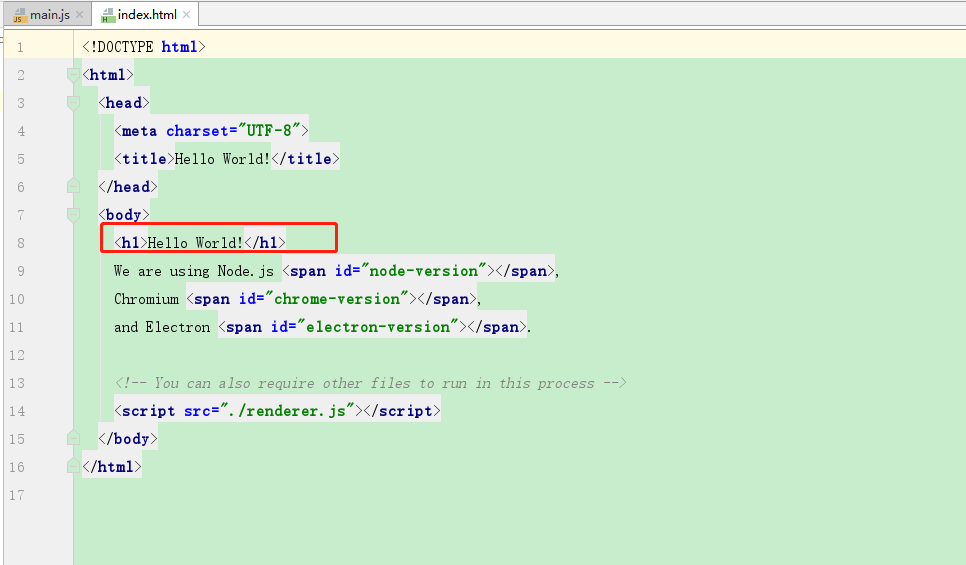 main.js index.html
1 <!DOCTYPE html>
2 <html>
3 <head>
4 <meta charset="UTF-8">
5 <title>Hello World!</title>
6 </head>
7 <body>
8 <h1>Hello World!</h1>
9 We are using Node.js <span id="node-version"></span>,
10 Chromium <span id="chrome-version"></span>,
11 and Electron <span id="electron-version"></span>.
12
13 <!-- You can also require other files to run in this process -->
14 <script src="./renderer.js"></script>
15 </body>
16 </html>
17